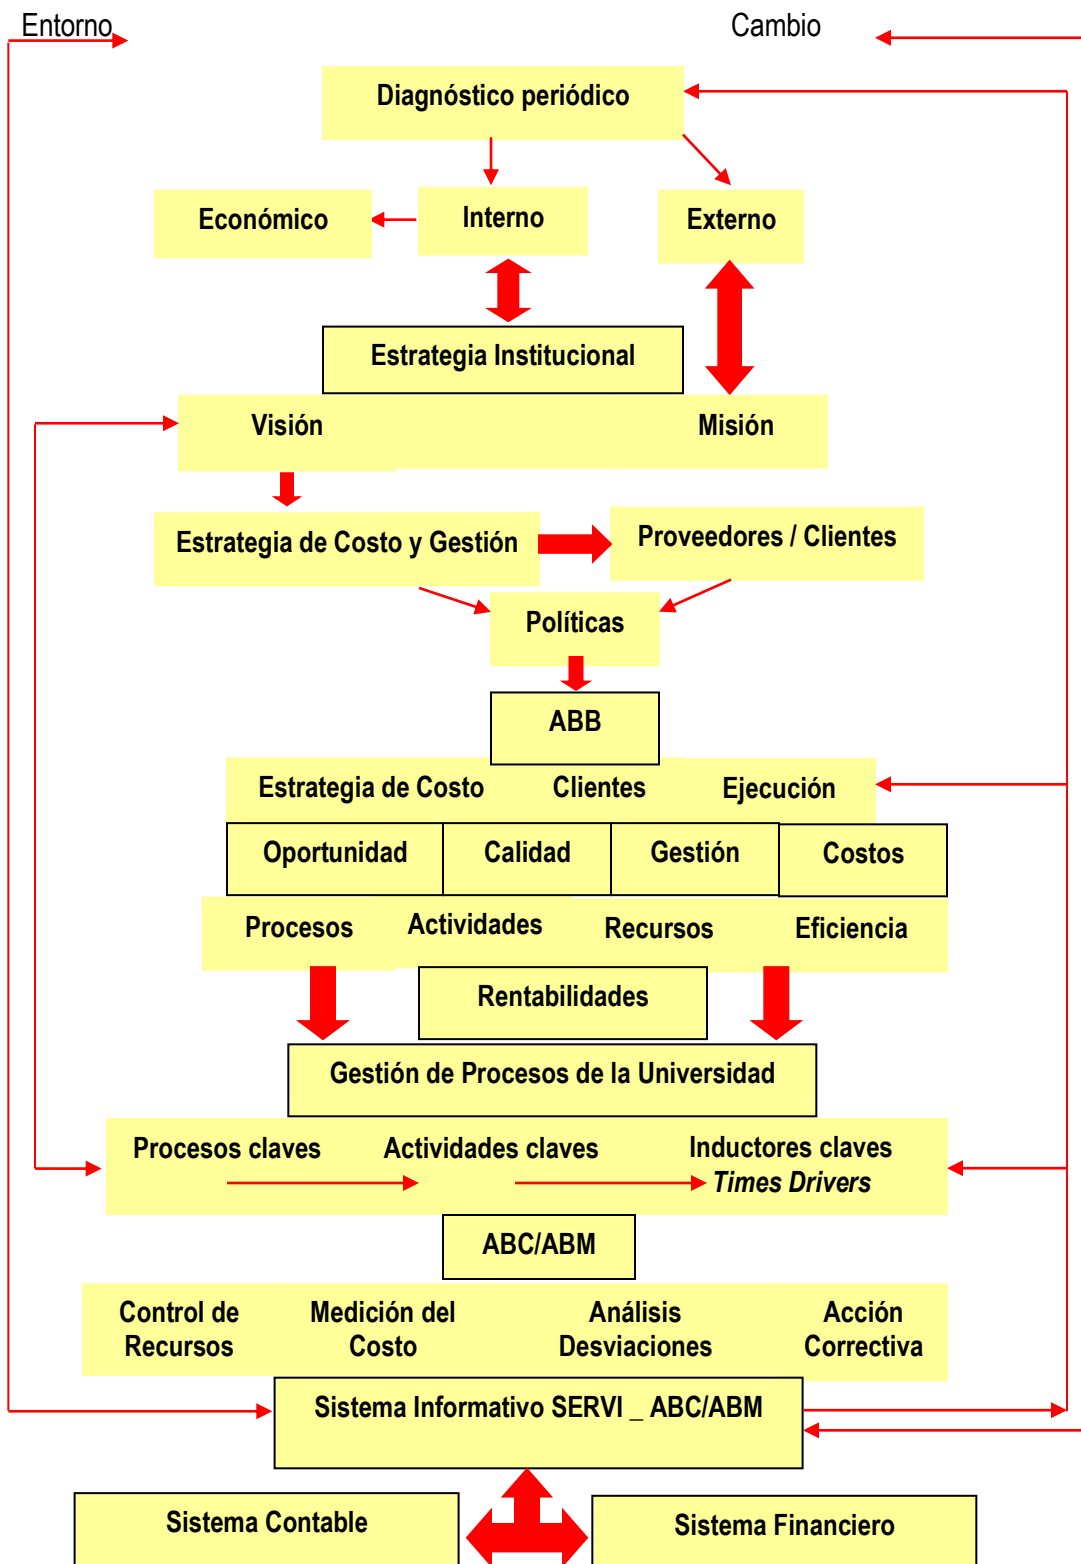 Entorno
Cambio
Diagnóstico periódico
Económico
Interno
Externo
Estrategia Institucional
Visión
Misión
Estrategia de Costo y Gestión
Proveedores / Clientes
Políticas
ABB
Estrategia de Costo
Clientes
Ejecución
Oportunidad
Calidad
Gestión
Costos
Procesos
Actividades
Recursos
Eficiencia
Rentabilidades
Gestión de Procesos de la Universidad
Procesos claves
Actividades claves
Inductores claves
Times Drivers
ABC/ABM
Control de
Recursos
Medición del
Costo
Análisis
Desviaciones
Acción
Correctiva
Sistema Informativo SERVI _ ABC/ABM
Sistema Contable
Sistema Financiero